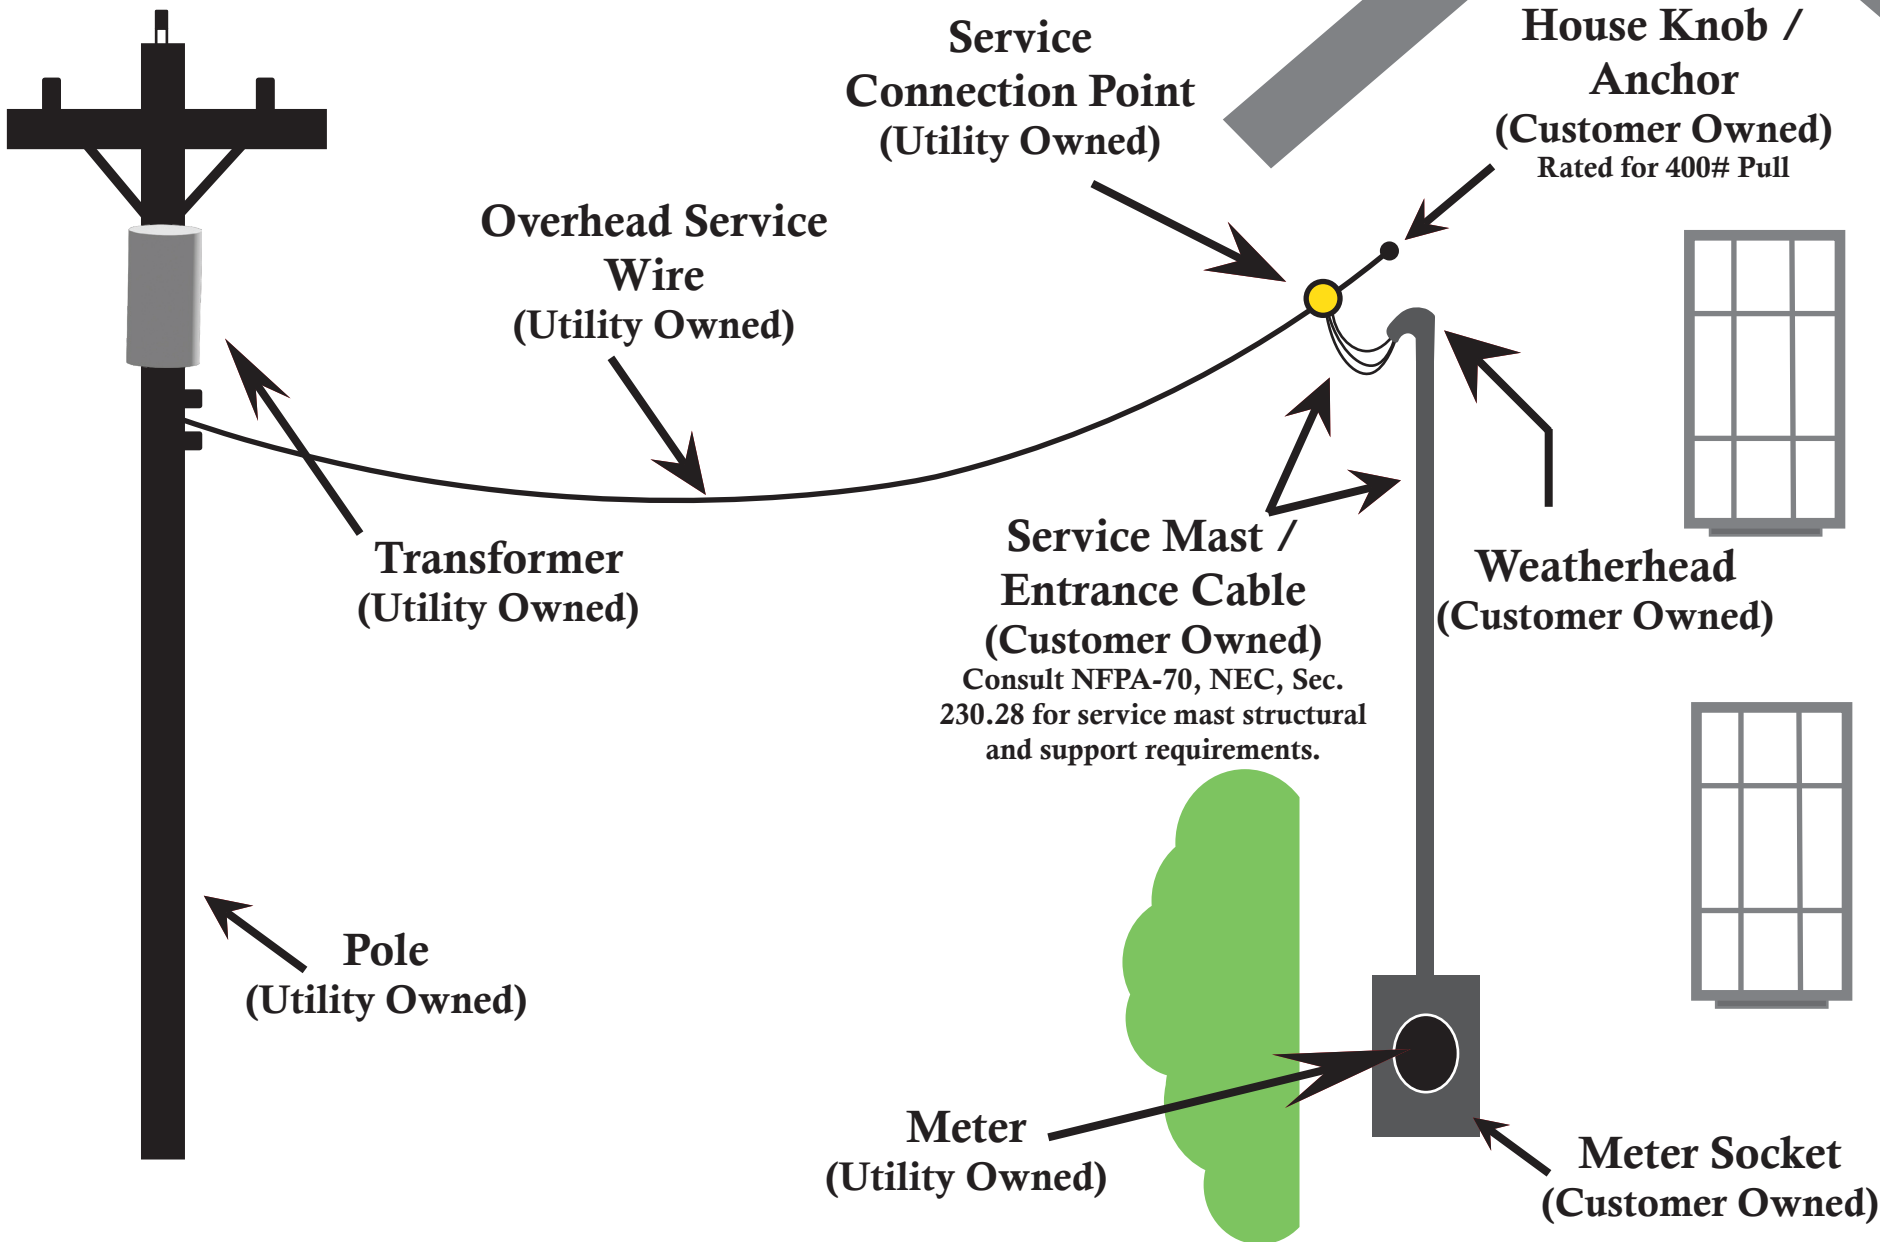 Service
Connection Point
(Utility Owned)
House Knob /
Anchor
(Customer Owned)
Rated for 400# Pull
Overhead Service
Wire
(Utility Owned)
Transformer
(Utility Owned)
Service Mast /
Entrance Cable
(Customer Owned)
Consult NFPA-70, NEC, Sec.
230.28 for service mast structural
and support requirements.
Weatherhead
(Customer Owned)
Pole
(Utility Owned)
Meter
(Utility Owned)
Meter Socket
(Customer Owned)